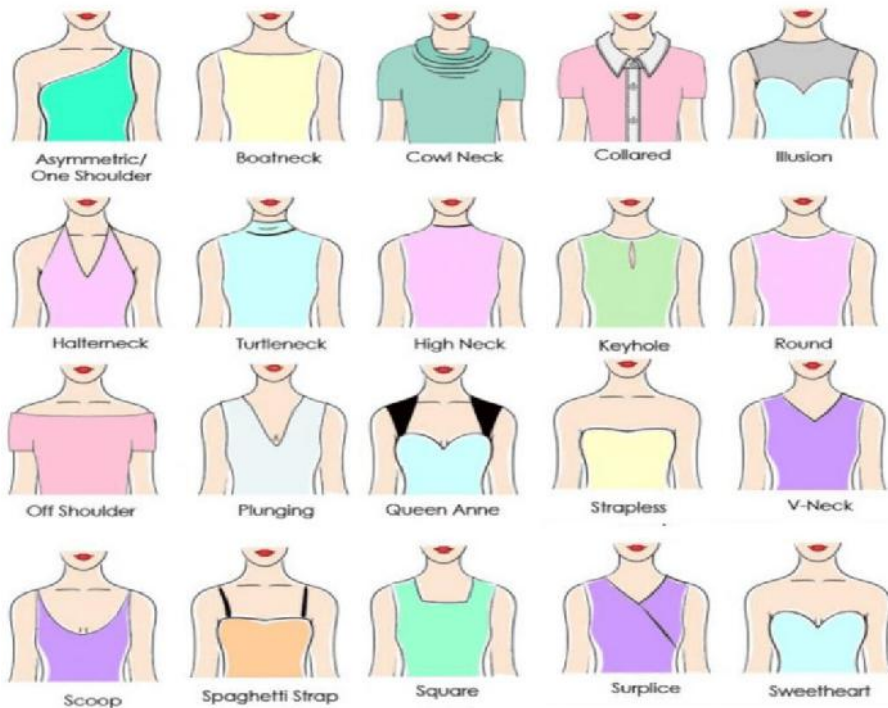 Asymmetric/
One Shoulder
Boatneck
Cowl Neck
Collared
Illusion
Halterneck
Turtleneck
High Neck
Keyhole
Round
Off Shoulder
Plunging
Queen Anne
Strapless
V-Neck
Scoop
Spaghetti Strap
Square
Surplice
Sweetheart